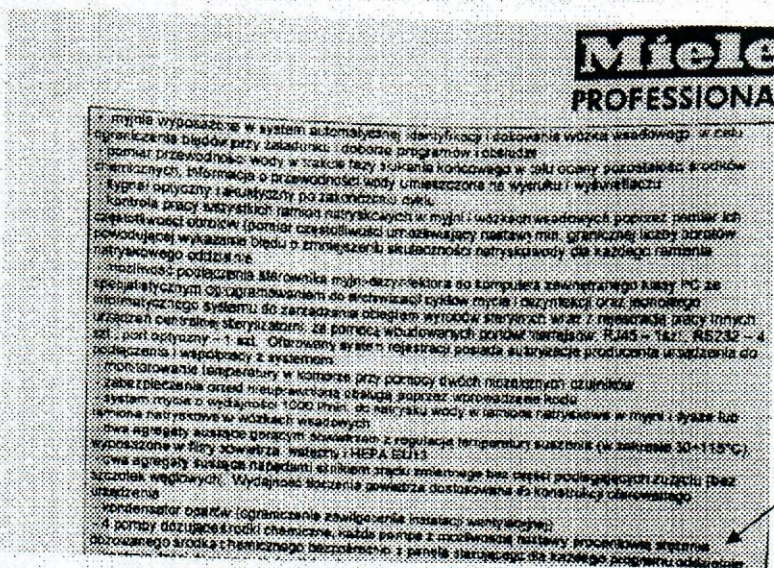 Miele
PROFESSIONA
- myjnia wyposażona w system automatycznej identyfikacji i dokowania wózka wsadowego w celu
ograniczenia błędów przy załadunku i doborze programów i obsłudze
- pomiar przewodności wody w trakcie fazy płukania końcowego w celu oceny pozostałości środków
chemicznych, informacja o przewodności wody umieszczona na wydruku i wyświetlaczu
- sygnał optyczny i akustyczny po zakończeniu cyklu
- kontrola pracy wszystkich ramion natryskowych w myjni i wózkach wsadowych poprzez pomiar ich
częstotliwości obrotów (pomiar częstotliwości umożliwiający nastawę min. granicznej liczby obrotów
powodującej wykazanie błędu o zmniejszeniu skuteczności natrysku wody dla każdego ramienia
natryskowego oddzielnie
- możliwość podłączenia sterownika myjni-dezynfektora do komputera zewnętrznego klasy PC ze
specjalistycznym oprogramowaniem do archiwizacji cyklów mycia i dezynfekcji oraz jednolitego
informatycznego systemu do zarządzania obiegiem wyrobów sterylnych wraz z rejestracją pracy innych
urządzeń centralnej sterylizatorni, za pomocą wbudowanych portów RJ45 – 1szt., RS232 – 4
szt., port optyczny – 1 szt. Oferowany system rejestracji posiada autoryzację producenta urządzenia do
podłączenia i współpracy z systemem
- monitorowanie temperatury w komorze przy pomocy dwóch niezależnych czujników
- zabezpieczenia przed nieuprawnioną obsługą poprzez wprowadzenie kodu
- system mycia o wydajności 1000 l/min. do natrysku wody w ramiona natryskowe w myjni i dysze lub
ramiona natryskowe w wózkach wsadowych
- dwa agregaty suszące gorącym powietrzem z regulacją temperatury suszenia (w zakresie 50÷115°C)
wyposażone w filtry powietrza: wstępny i HEPA EU13
- dwa agregaty suszące napędami silnikiem prądu zmiennego bez części podlegających zużyciu (bez
szczotek węglowych). Wydajność tłoczenia powietrza dostosowana do konstrukcji oferowanego
urządzenia
- kondensator oparów (ograniczenie zawilgocenia instalacji wentylacyjnej)
- 4 pompy dozujące środki chemiczne, każda pompa z możliwością nastawy procentowej stężenia
dozowanego środka chemicznego bezpośrednio z panela sterującego dla każdego programu oddzielnie